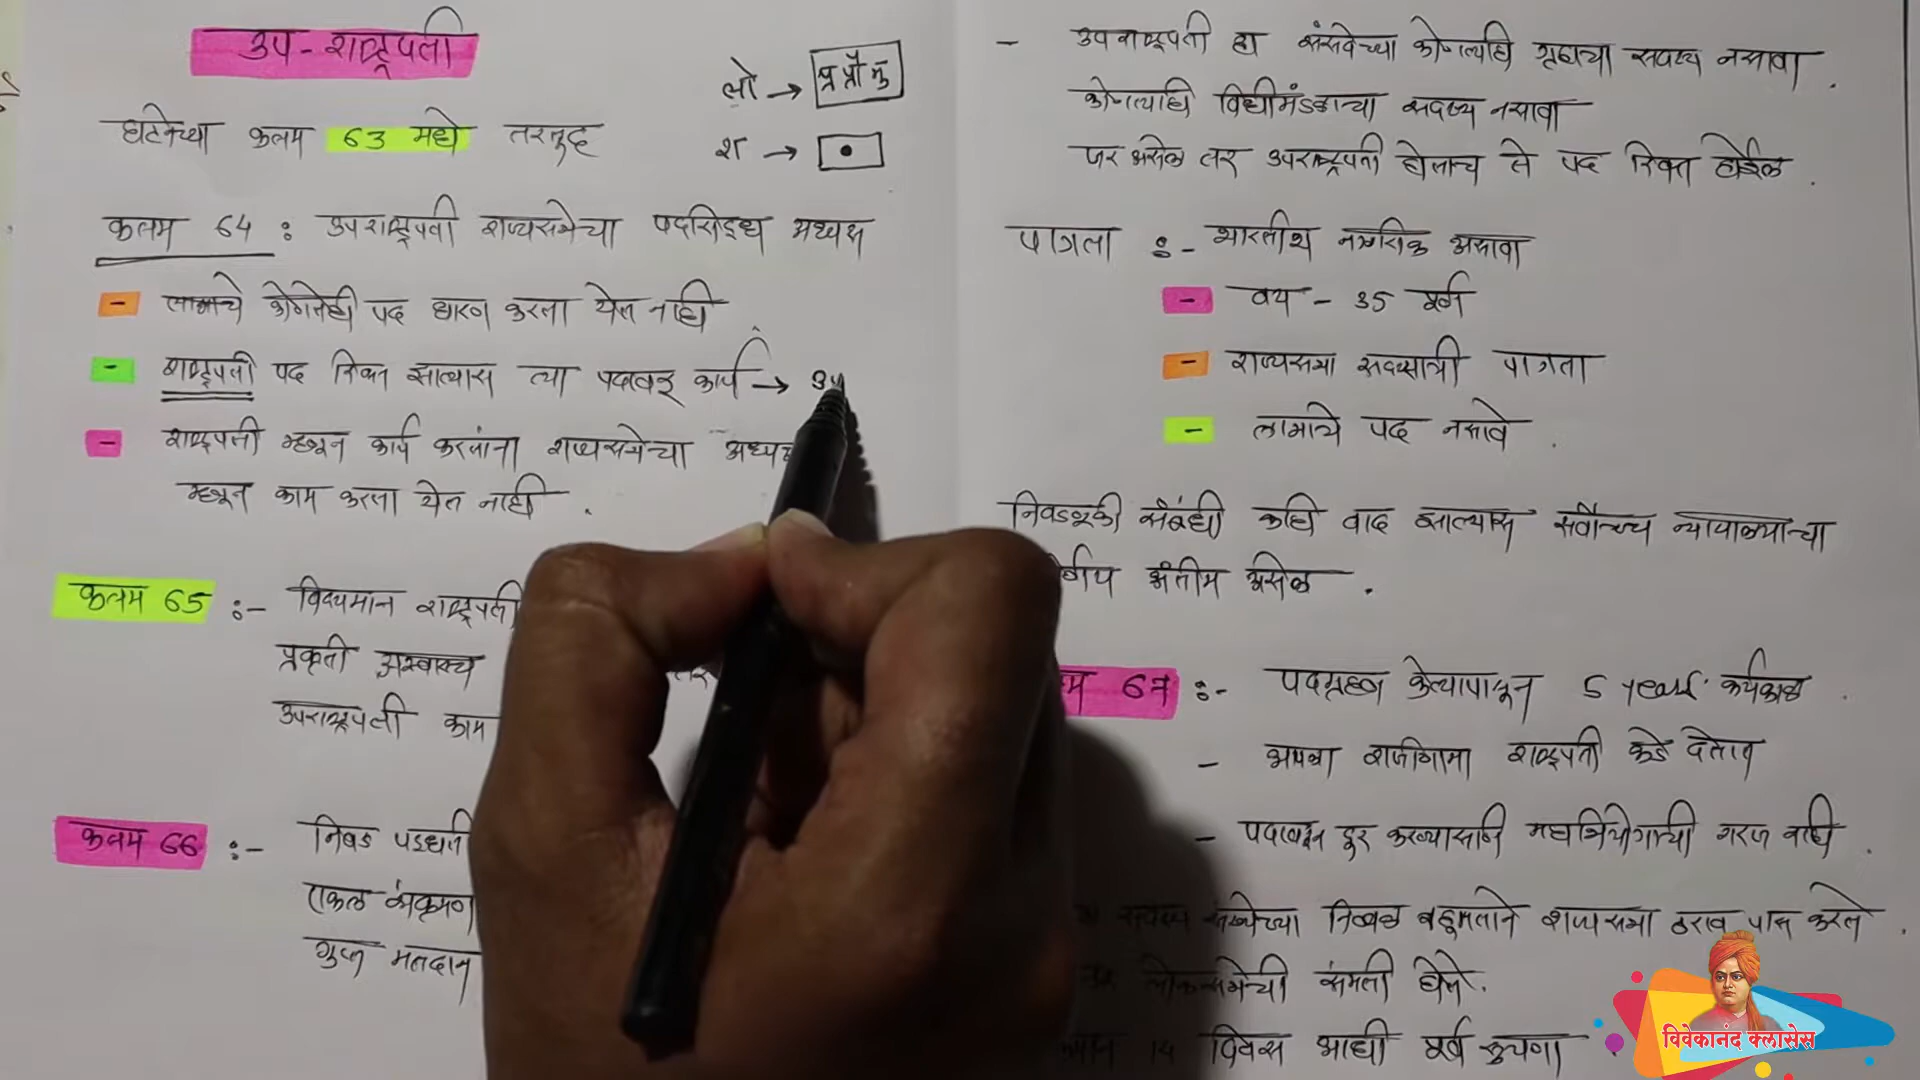 उप-राष्ट्रपती
लो →
घटनेच्या कलम 63 मध्ये तरतुद
रा →
कलम 64 : उपराष्ट्रपती राज्यसभेचा पदसिद्ध अध्यक्ष
- लाभाचे कोणतेही पद धारण करता येत नाही
- राष्ट्रपती पद रिक्त झाल्यास त्या पदावर कार्य →
- राष्ट्रपती म्हणून कार्य करतांना राज्यसभेचा
म्हणून काम करता येत नाही .
कलम 65 :- विद्यमान राष्ट्रपती
प्रकृती अस्वास्थ
उपराष्ट्रपती काम
कलम 66 :- निवड पद्धत
एकल संक्रमण
गुप्त मतदान
- उपराष्ट्रपती हा संसदेच्या कोणत्याही गृहाचा सदस्य नसावा .
कोणत्याही विधीमंडळाचा सदस्य नसावा
जर असेल तर उपराष्ट्रपती होताच ते पद रिक्त होईल .
पात्रता :- भारतीय नागरिक असावा
- वय - 35 पूर्ण
- राज्यसभा सदस्याची पात्रता
- लाभाचे पद नसावे .
निवडणूकी संबंधी काही वाद झाल्यास सर्वोच्च न्यायालयाचा
अंतीम असेल .
67 :- पदग्रहण केल्यापासून 5 year कार्यकाळ .
- आपला राजीनामा राष्ट्रपती कडे देतात
- पदावरून दूर करण्यासाठी महाभियोगाची गरज नाही .
निव्वळ बहुमताने राज्यसभा ठराव पास करते .
लोकसभेची संमती घेते.
14 दिवस आधी पूर्व सूचना .
विवेकानंद क्लासेस